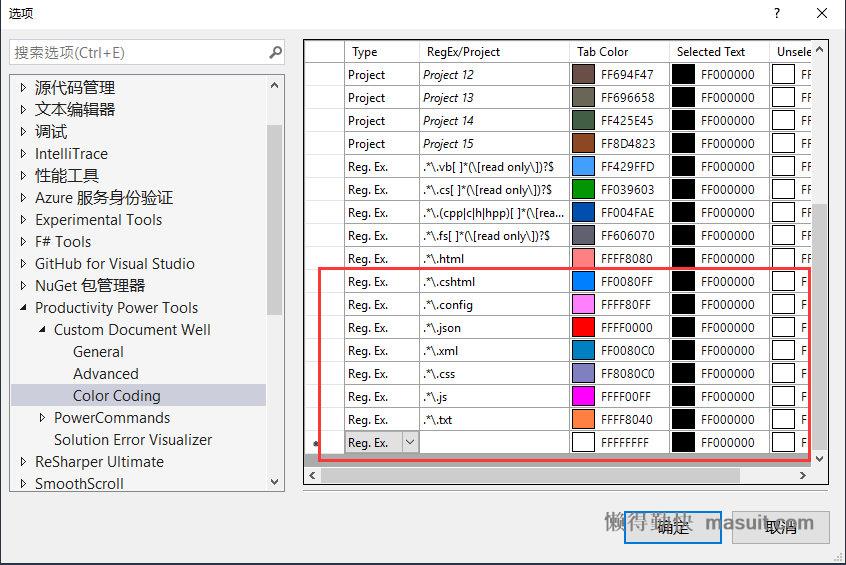 选项
搜索选项(Ctrl+E)
源代码管理
文本编辑器
调试
IntelliTrace
性能工具
Azure 服务身份验证
Experimental Tools
F# Tools
GitHub for Visual Studio
NuGet 包管理器
Productivity Power Tools
Custom Document Well
General
Advanced
Color Coding
PowerCommands
Solution Error Visualizer
ReSharper Ultimate
SmoothScroll
Type RegEx/Project Tab Color Selected Text Unsele
Project Project 12 FF694F47 FF000000 FF
Project Project 13 FF696658 FF000000 FF
Project Project 14 FF425E45 FF000000 FF
Project Project 15 FF8D4823 FF000000 FF
Reg. Ex. .*\.vb[ ]*(\[read only\])?$ FF429FFD FF000000 FF
Reg. Ex. .*\.cs[ ]*(\[read only\])?$ FF039603 FF000000 FF
Reg. Ex. .*\.(cpp|c|h|hpp)[ ]*(\[rea... FF004FAE FF000000 FF
Reg. Ex. .*\.fs[ ]*(\[read only\])?$ FF606070 FF000000 FF
Reg. Ex. .*\.html FFFF8080 FF000000 FF
Reg. Ex. .*\.cshtml FF0080FF FF000000 F
Reg. Ex. .*\.config FFFF80FF FF000000 F
Reg. Ex. .*\.json FFFF0000 FF000000 F
Reg. Ex. .*\.xml FF0080C0 FF000000 F
Reg. Ex. .*\.css FF8080C0 FF000000 F
Reg. Ex. .*\.js FFFF00FF FF000000 F
Reg. Ex. .*\.txt FFFF8040 FF000000 F
Reg. Ex. FFFFFFFF FF000000 F
确定 取消
懒得勤快 masuit.com